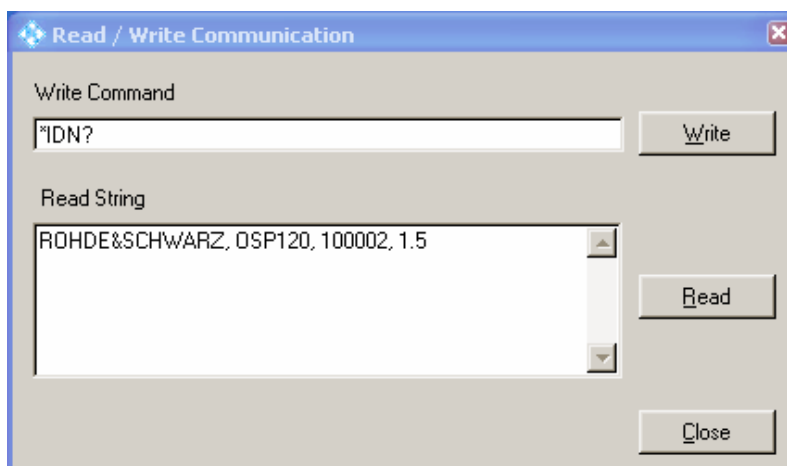 Read / Write Communication
Write Command
*IDN?
Write
Read String
ROHDE&SCHWARZ, OSP120, 100002, 1.5
Read
Close